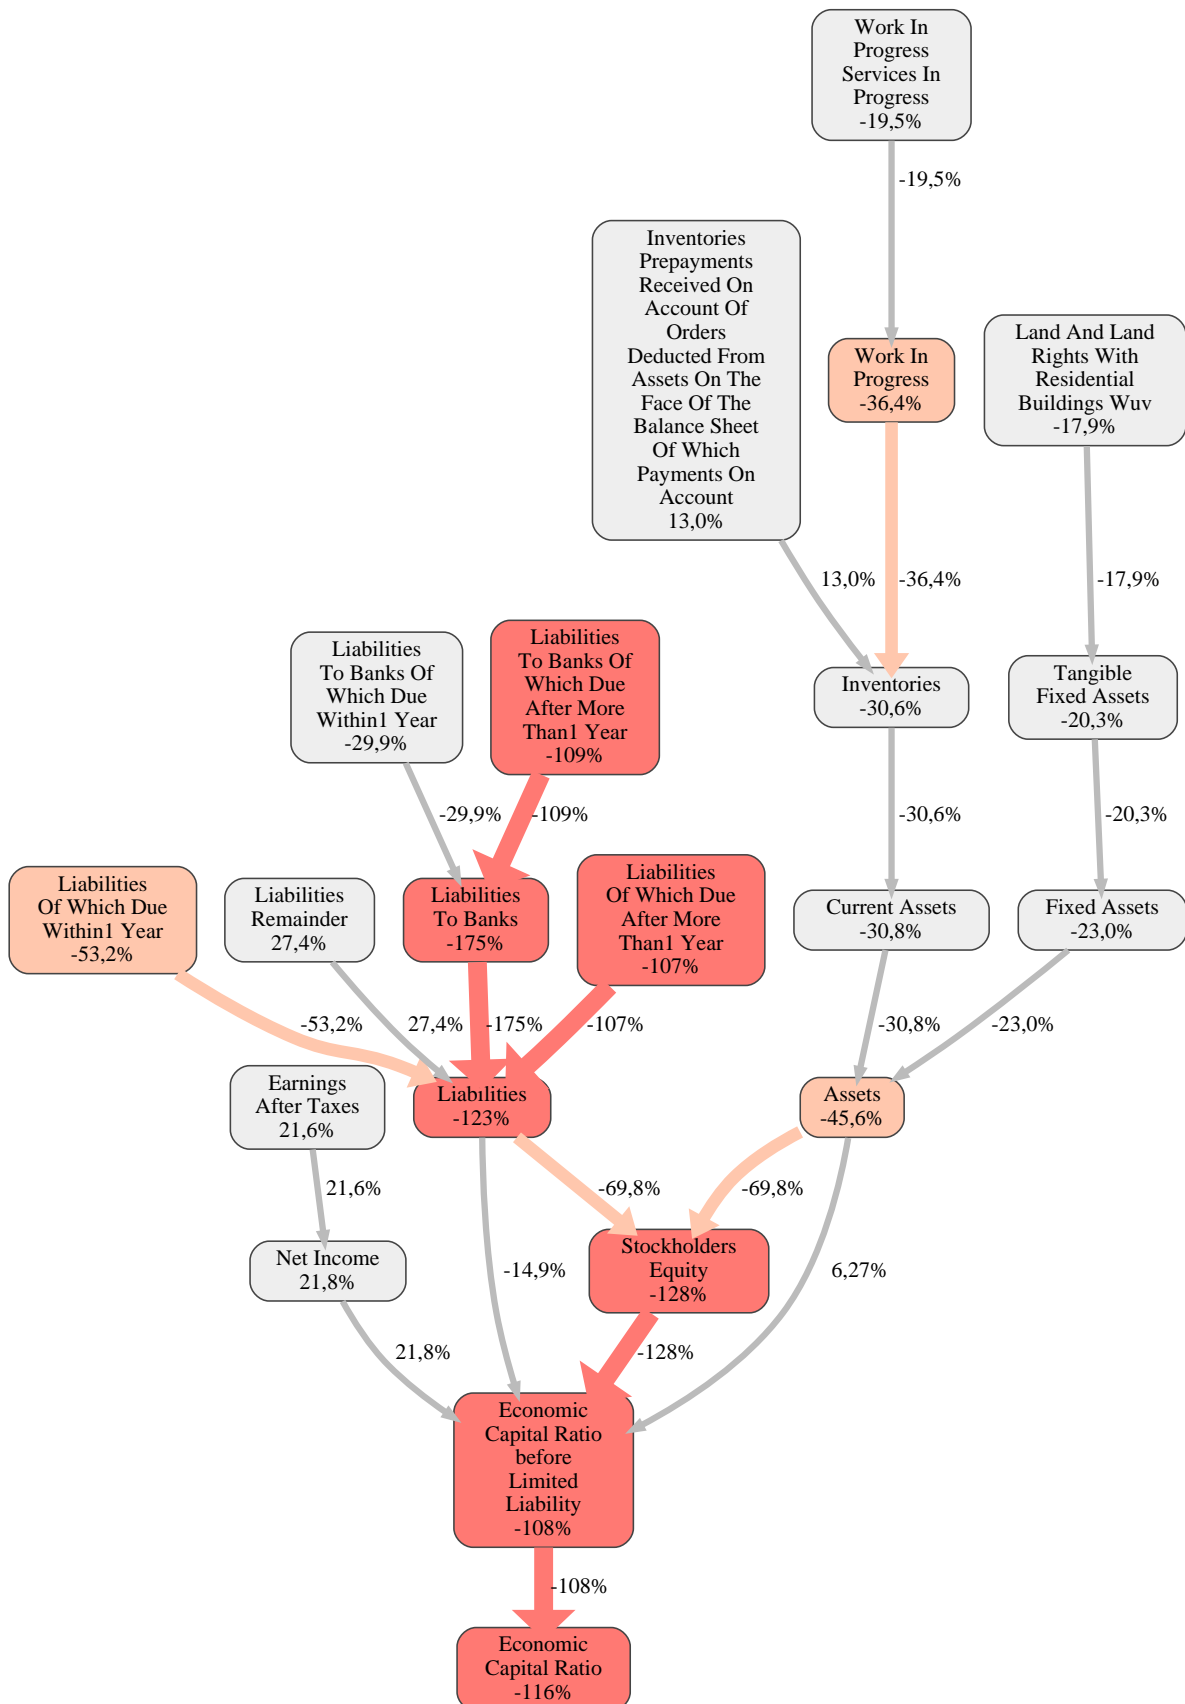 Work In
Progress
Services In
Progress
-19,5%
-19,5%
Inventories
Prepayments
Received On
Account Of
Orders
Deducted From
Assets On The
Face Of The
Balance Sheet
Of Which
Payments On
Account
13,0%
Work In
Progress
-36,4%
Land And Land
Rights With
Residential
Buildings Wuv
-17,9%
13,0%
-36,4%
-17,9%
Liabilities
To Banks Of
Which Due
Within1 Year
-29,9%
Liabilities
To Banks Of
Which Due
After More
Than1 Year
-109%
Inventories
-30,6%
Tangible
Fixed Assets
-20,3%
-29,9%
-109%
-30,6%
-20,3%
Liabilities
Of Which Due
Within1 Year
-53,2%
Liabilities
Remainder
27,4%
Liabilities
To Banks
-175%
Liabilities
Of Which Due
After More
Than1 Year
-107%
Current Assets
-30,8%
Fixed Assets
-23,0%
-53,2%
27,4%
-175%
-107%
-30,8%
-23,0%
Earnings
After Taxes
21,6%
Liabilities
-123%
Assets
-45,6%
21,6%
-69,8%
-69,8%
Net Income
21,8%
-14,9%
Stockholders
Equity
-128%
6,27%
21,8%
-128%
Economic
Capital Ratio
before
Limited
Liability
-108%
-108%
Economic
Capital Ratio
-116%